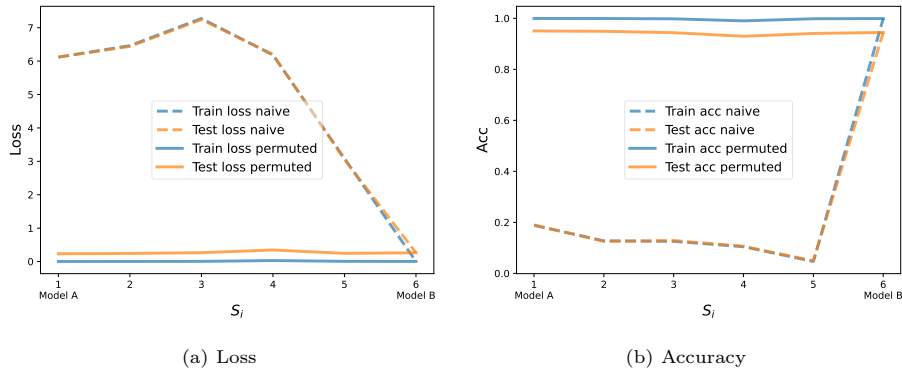 7
6
5
4
3
2
1
0
Loss
Train loss naive
Test loss naive
Train loss permuted
Test loss permuted
1 2 3 4 5 6
Model A Model B
S_i
(a) Loss
1.0
0.8
0.6
0.4
0.2
0.0
Acc
Train acc naive
Test acc naive
Train acc permuted
Test acc permuted
1 2 3 4 5 6
Model A Model B
S_i
(b) Accuracy